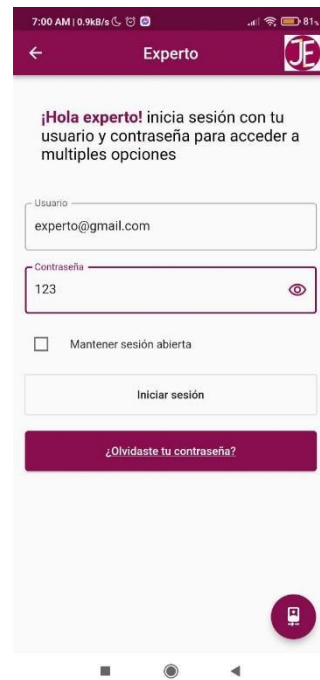 7:00 AM | 0.9kB/s
81
Experto
JE
¡Hola experto! inicia sesión con tu
usuario y contraseña para acceder a
multiples opciones
Usuario
experto@gmail.com
Contraseña
123
Mantener sesión abierta
Iniciar sesión
¿Olvidaste tu contraseña?